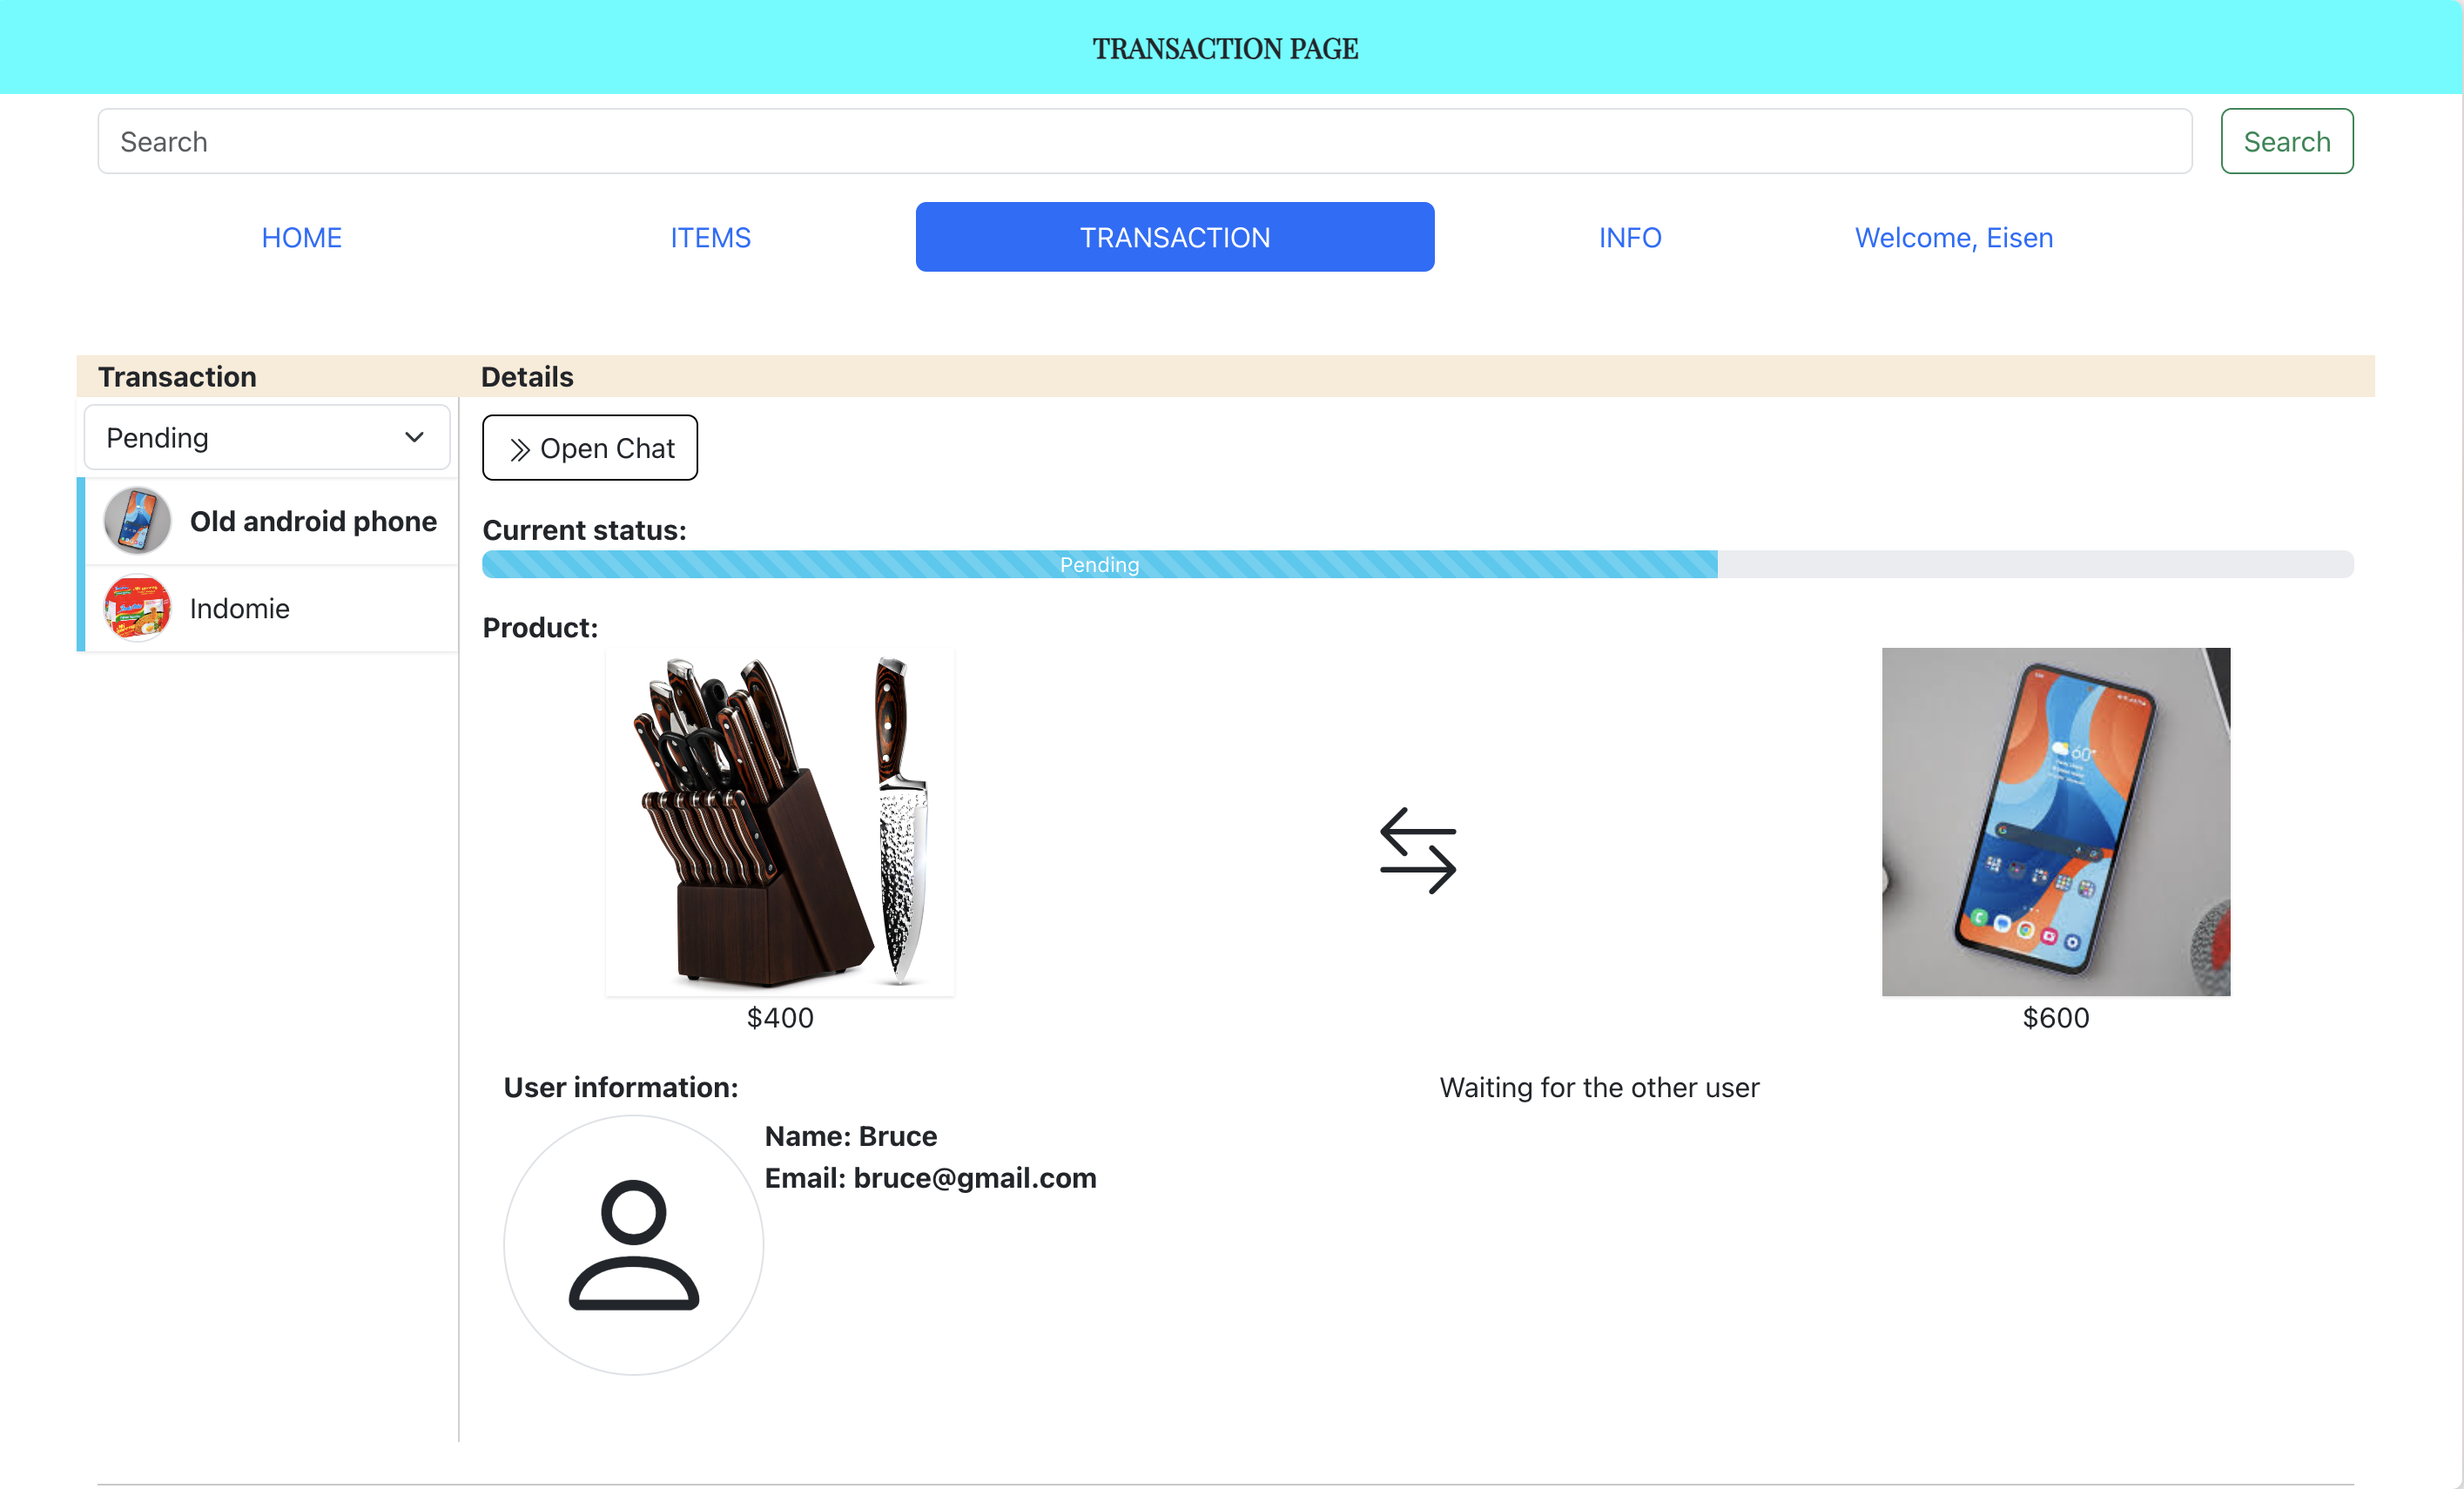 TRANSACTION PAGE
Search
Search
HOME
ITEMS
TRANSACTION
INFO
Welcome, Eisen
Transaction
Details
Pending
Old android phone
Indomie
Open Chat
Current status:
Pending
Product:
60°
$400
$600
User information:
Name: Bruce
Email: bruce@gmail.com
Waiting for the other user